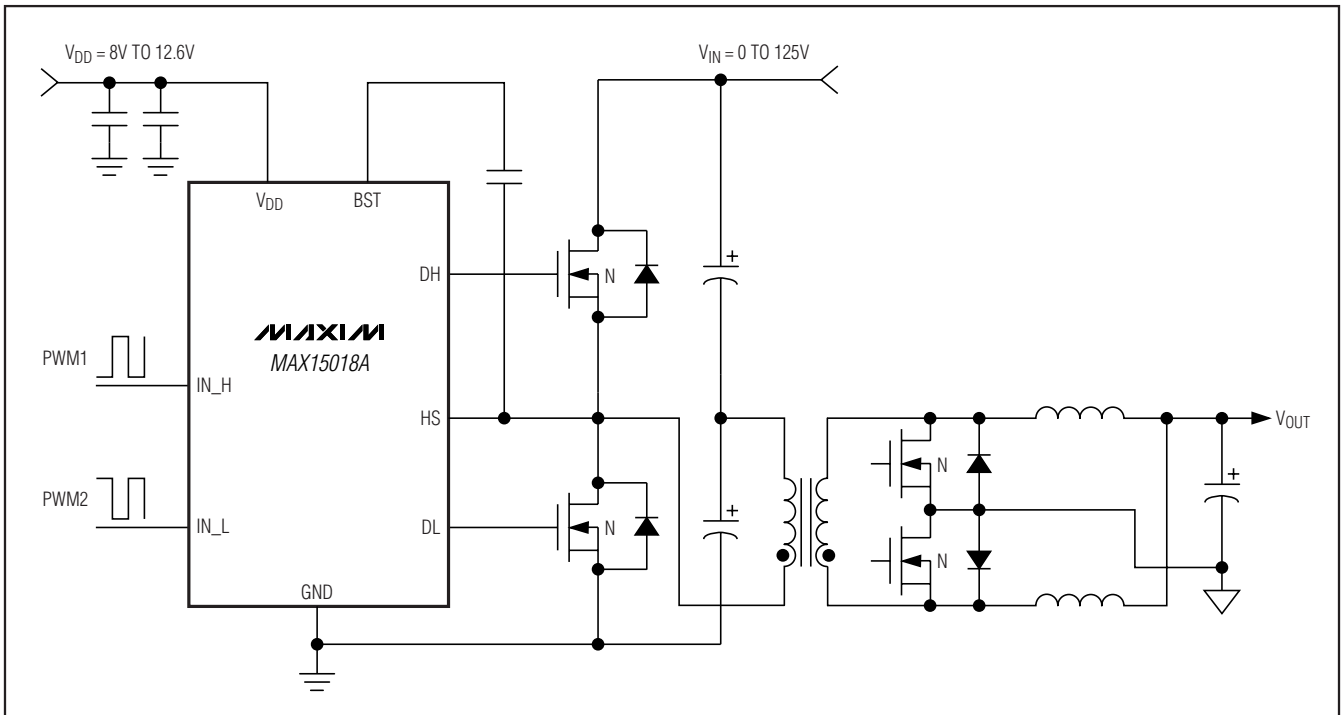 V_DD = 8V TO 12.6V
V_IN = 0 TO 125V
V_DD
BST
DH
N
+
MAXIM
MAX15018A
PWM1
IN_H
HS
V_OUT
N
+
PWM2
IN_L
DL
N
+
N
GND